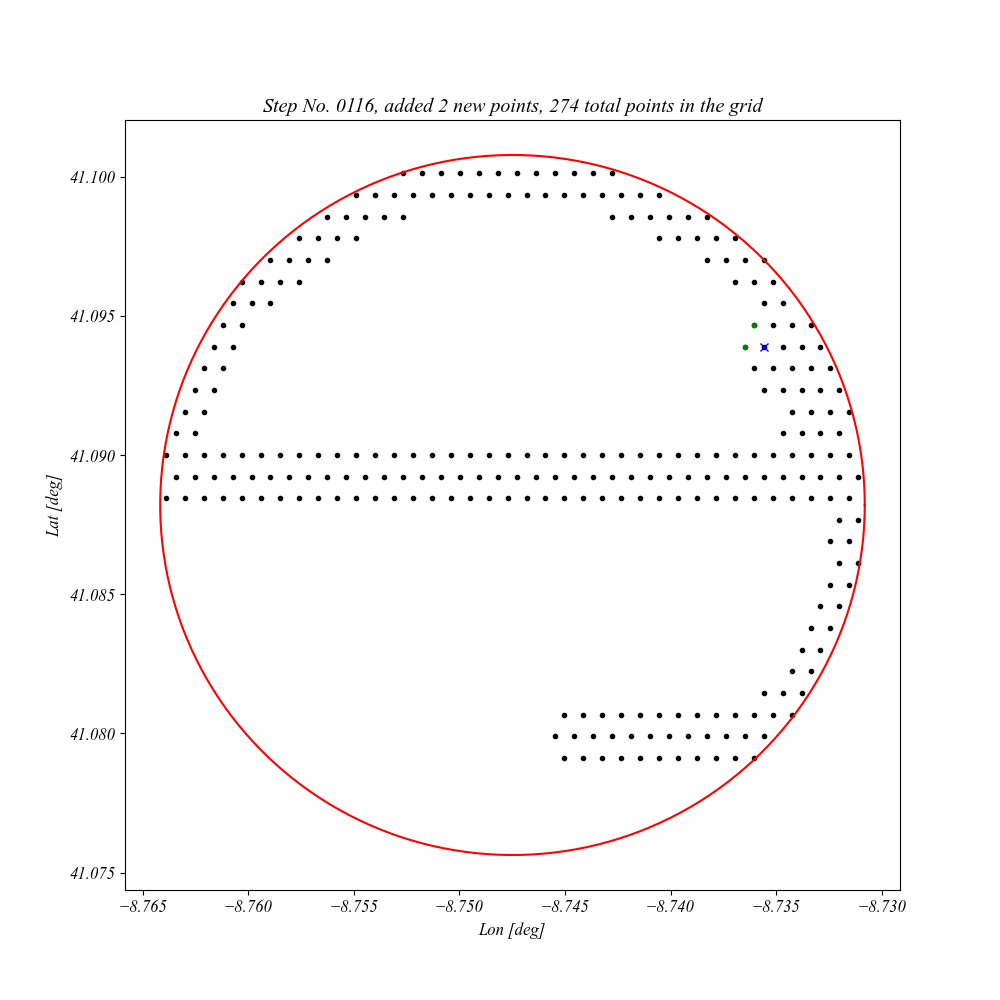 Step No. 0116, added 2 new points, 274 total points in the grid
41.100
41.095
41.090
41.085
41.080
41.075
Lat [deg]
−8.765 −8.760 −8.755 −8.750 −8.745 −8.740 −8.735 −8.730
Lon [deg]